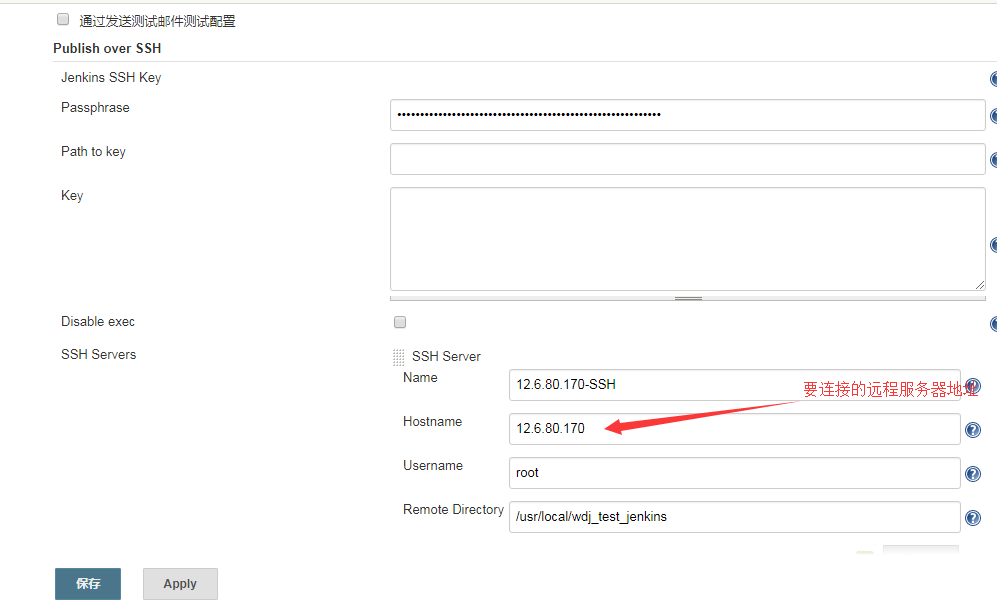 通过发送测试邮件测试配置
Publish over SSH
Jenkins SSH Key
Passphrase
••••••••••••••••••••••••••••••••••••••••••••••••••••••••••
Path to key
Key
Disable exec
SSH Servers
SSH Server
Name
12.6.80.170-SSH
要连接的远程服务器地址
Hostname
12.6.80.170
Username
root
Remote Directory
/usr/local/wdj_test_jenkins
保存
Apply